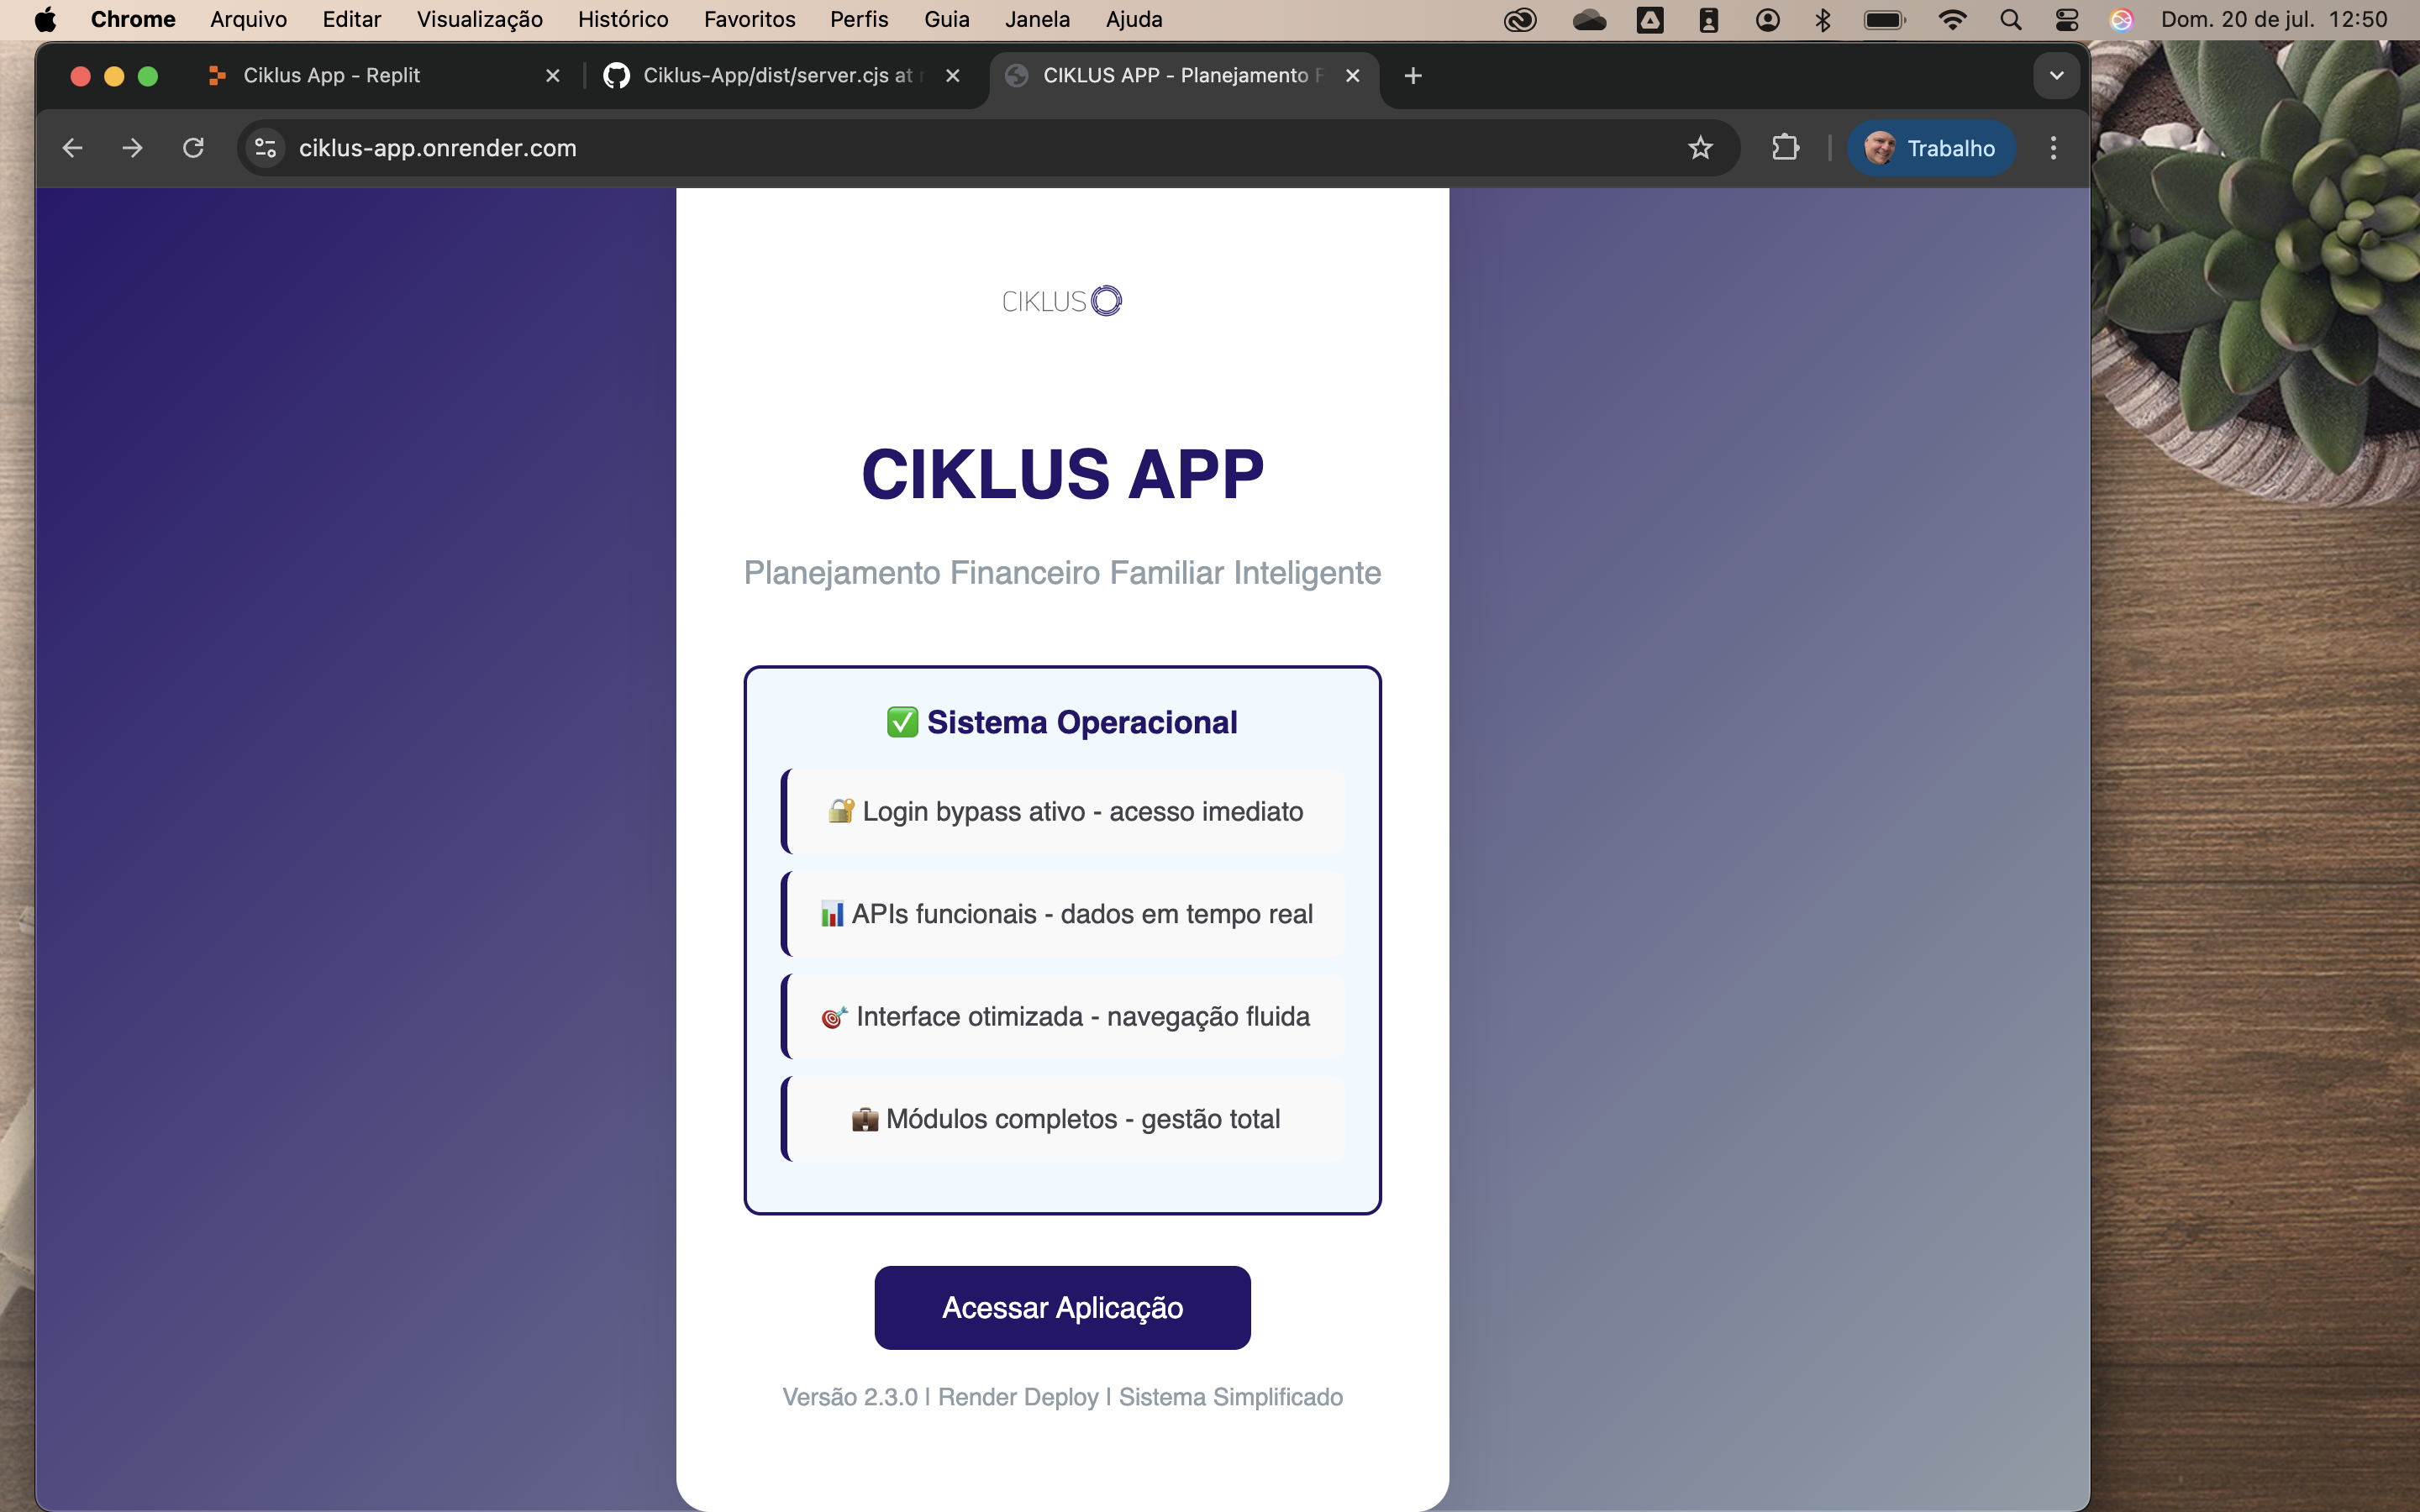 Chrome Arquivo Editar Visualização Histórico Favoritos Perfis Guia Janela Ajuda Dom. 20 de jul. 12:50
Ciklus App - Replit Ciklus-App/dist/server.cjs at CIKLUS APP - Planejamento
ciklus-app.onrender.com Trabalho
CIKLUS
CIKLUS APP
Planejamento Financeiro Familiar Inteligente
✅ Sistema Operacional
🔐 Login bypass ativo - acesso imediato
📊 APIs funcionais - dados em tempo real
🎯 Interface otimizada - navegação fluida
💼 Módulos completos - gestão total
Acessar Aplicação
Versão 2.3.0 | Render Deploy | Sistema Simplificado